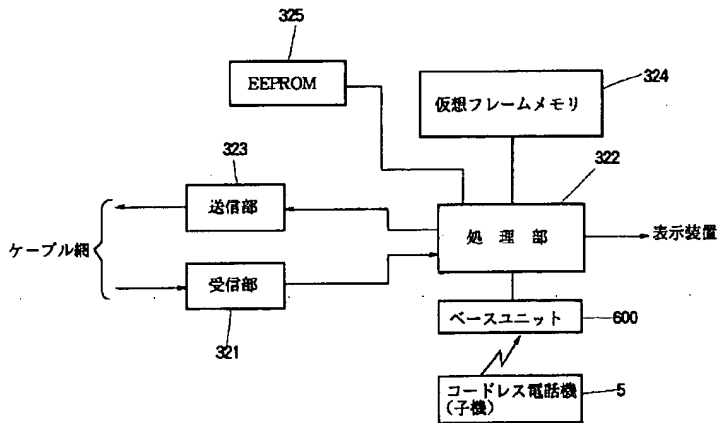 325
EEPROM
324
仮想フレームメモリ
323
322
送信部
処理部
表示装置
ケーブル網
受信部
321
ベースユニット
600
コードレス電話機
(子機)
5